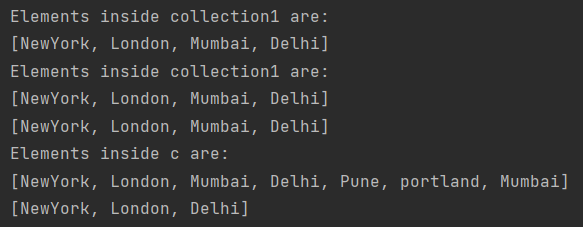 Elements inside collection1 are:
[NewYork, London, Mumbai, Delhi]
Elements inside collection1 are:
[NewYork, London, Mumbai, Delhi]
[NewYork, London, Mumbai, Delhi]
Elements inside c are:
[NewYork, London, Mumbai, Delhi, Pune, portland, Mumbai]
[NewYork, London, Delhi]